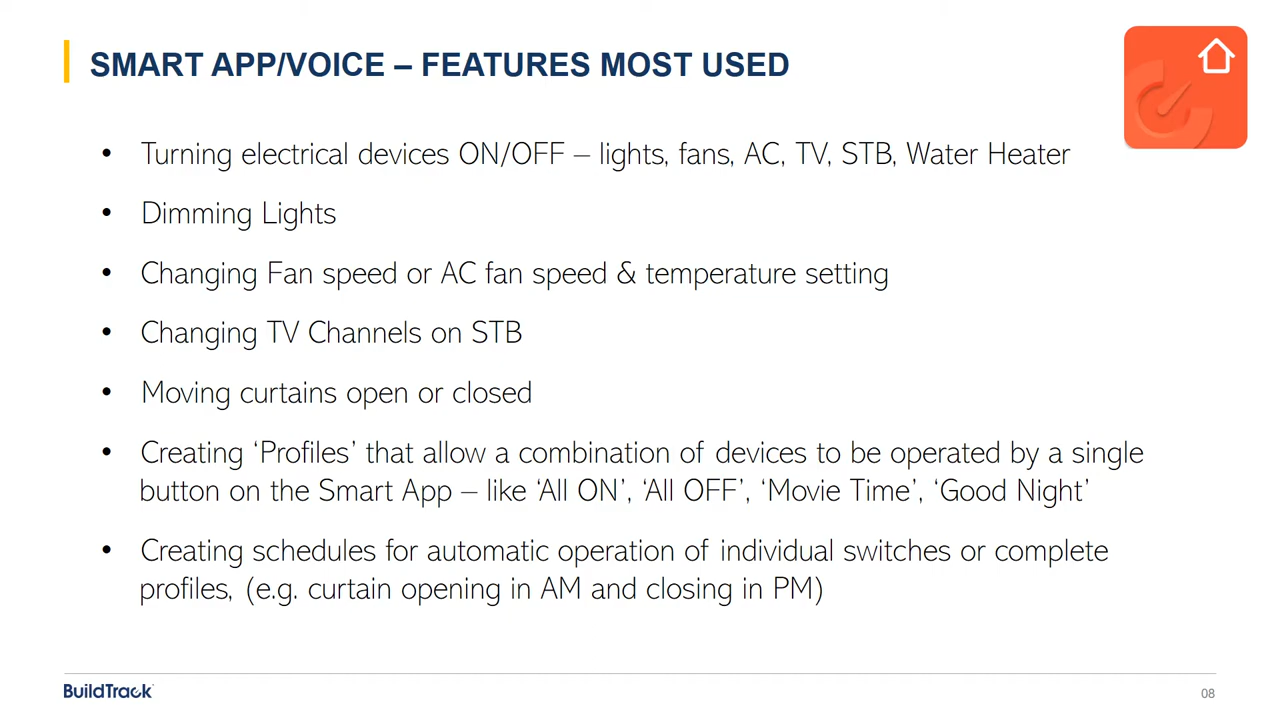 SMART APP/VOICE – FEATURES MOST USED
• Turning electrical devices ON/OFF – lights, fans, AC, TV, STB, Water Heater
• Dimming Lights
• Changing Fan speed or AC fan speed & temperature setting
• Changing TV Channels on STB
• Moving curtains open or closed
• Creating ‘Profiles’ that allow a combination of devices to be operated by a single
button on the Smart App – like ‘All ON’, ‘All OFF’, ‘Movie Time’, ‘Good Night’
• Creating schedules for automatic operation of individual switches or complete
profiles, (e.g. curtain opening in AM and closing in PM)
BuildTrack
08